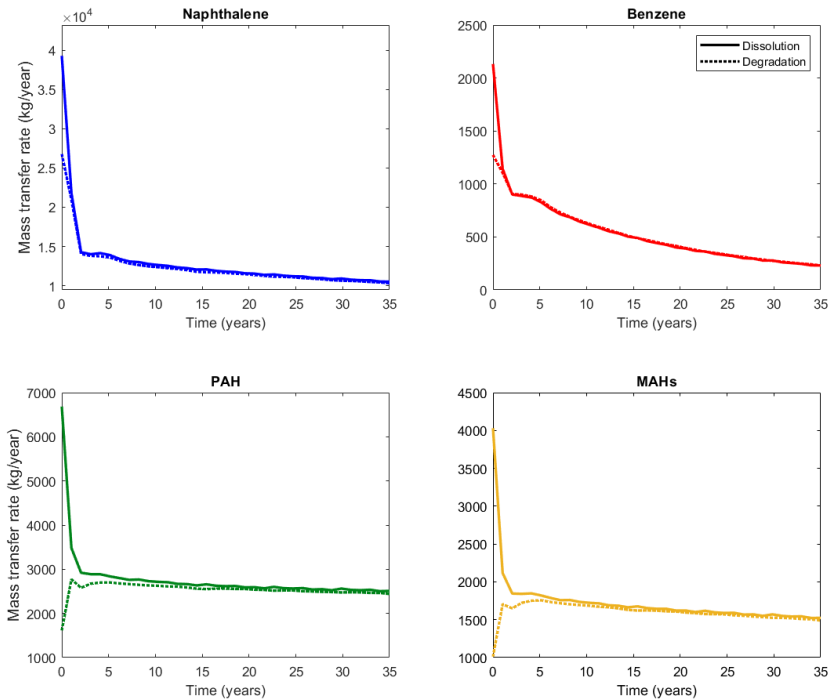 Naphthalene
×10⁴
Mass transfer rate (kg/year)
4
3.5
3
2.5
2
1.5
1
0 5 10 15 20 25 30 35
Time (years)
Benzene
Dissolution
Degradation
2500
2000
1500
1000
500
0
0 5 10 15 20 25 30 35
Time (years)
PAH
Mass transfer rate (kg/year)
7000
6000
5000
4000
3000
2000
1000
0 5 10 15 20 25 30 35
Time (years)
MAHs
4500
4000
3500
3000
2500
2000
1500
1000
0 5 10 15 20 25 30 35
Time (years)